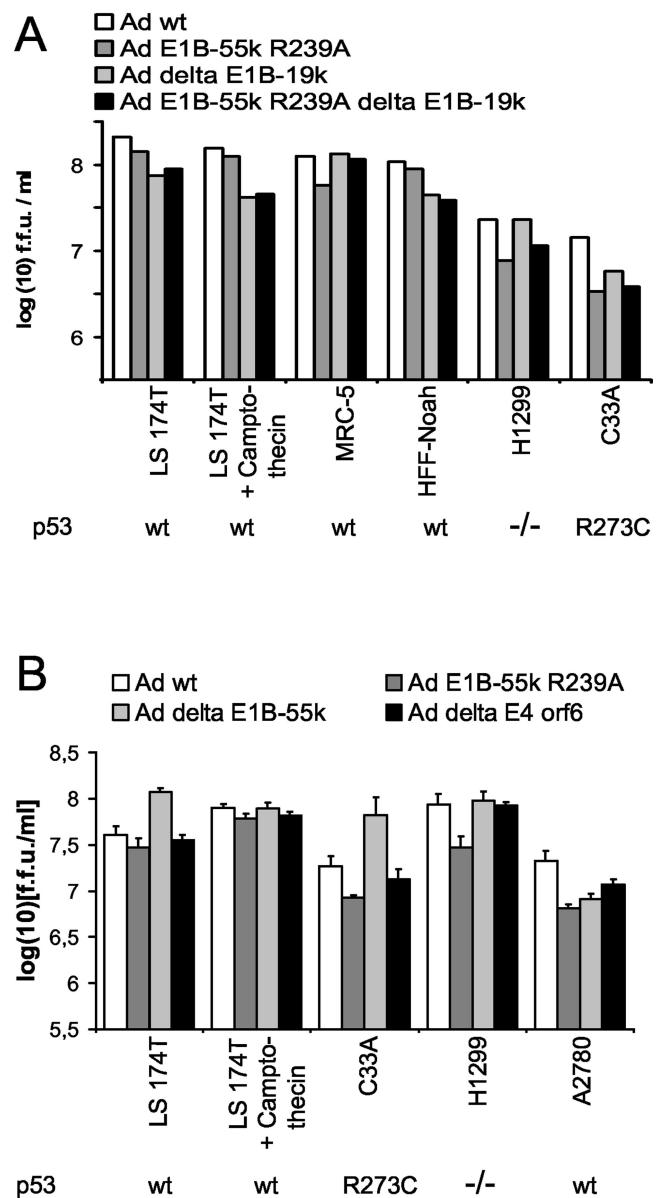 A
Ad wt
Ad E1B-55k R239A
Ad delta E1B-19k
Ad E1B-55k R239A delta E1B-19k
log (10) f.f.u. / ml
8
7
6
LS 174T
LS 174T
+ Campto-
thecin
MRC-5
HFF-Noah
H1299
C33A
p53 wt wt wt wt -/- R273C
B
Ad wt Ad E1B-55k R239A
Ad delta E1B-55k Ad delta E4 orf6
log(10)[f.f.u./ml]
8,5
8
7,5
7
6,5
6
5,5
LS 174T
LS 174T
+ Campto-
thecin
C33A
H1299
A2780
p53 wt wt R273C -/- wt